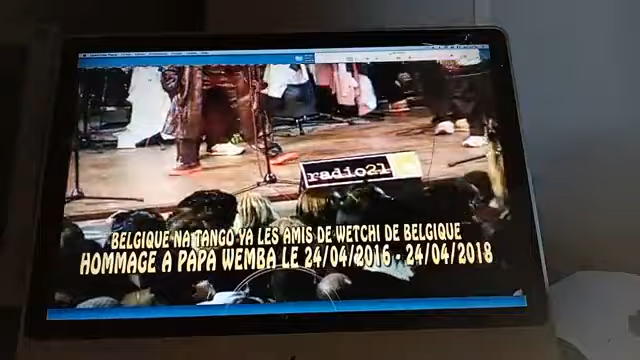 radio21
BELGIQUE NA TANGO YA LES AMIS DE WETCHI DE BELGIQUE
HOMMAGE A PAPA WEMBA LE 24/04/2016 - 24/04/2018